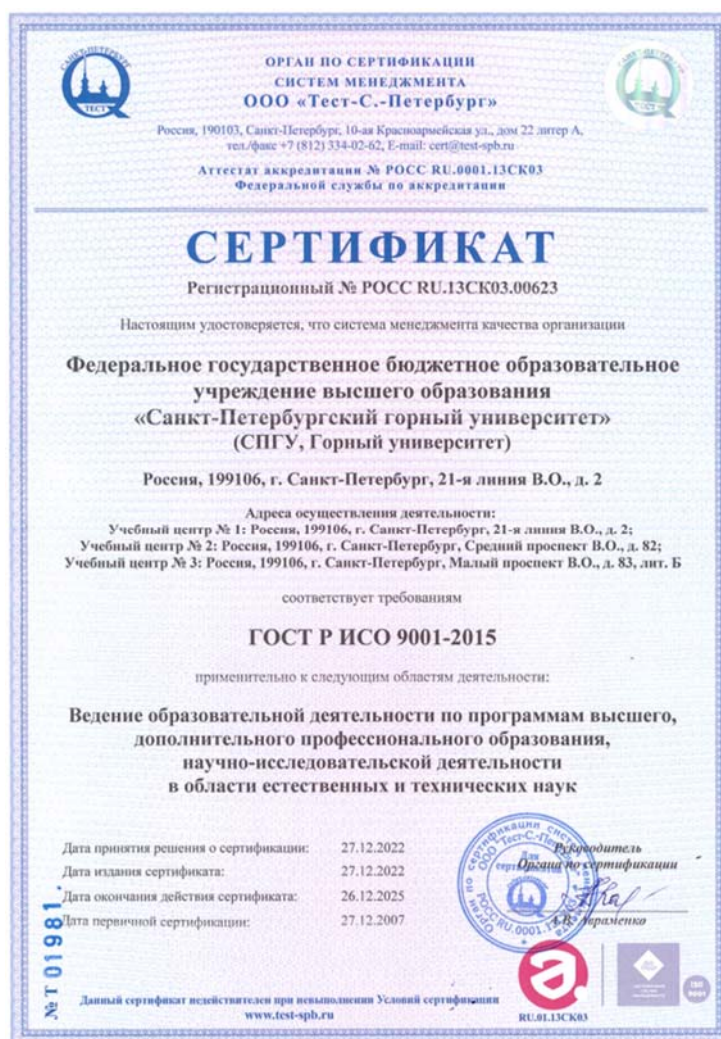 САНКТ-ПЕТЕРБУРГ
ТЕСТ
ОРГАН ПО СЕРТИФИКАЦИИ
СИСТЕМ МЕНЕДЖМЕНТА
ООО «Тест-С.-Петербург»
Россия, 190103, Санкт-Петербург, 10-ая Красноармейская ул., дом 22 литер А,
тел./факс +7 (812) 334-02-62, E-mail: cert@test-spb.ru
Аттестат аккредитации № РОСС RU.0001.13СК03
Федеральной службы по аккредитации
СЕРТИФИКАТ
Регистрационный № РОСС RU.13СК03.00623
Настоящим удостоверяется, что система менеджмента качества организации
Федеральное государственное бюджетное образовательное
учреждение высшего образования
«Санкт-Петербургский горный университет»
(СПГУ, Горный университет)
Россия, 199106, г. Санкт-Петербург, 21-я линия В.О., д. 2
Адреса осуществления деятельности:
Учебный центр № 1: Россия, 199106, г. Санкт-Петербург, 21-я линия В.О., д. 2;
Учебный центр № 2: Россия, 199106, г. Санкт-Петербург, Средний проспект В.О., д. 82;
Учебный центр № 3: Россия, 199106, г. Санкт-Петербург, Малый проспект В.О., д. 83, лит. Б
соответствует требованиям
ГОСТ Р ИСО 9001-2015
применительно к следующим областям деятельности:
Ведение образовательной деятельности по программам высшего,
дополнительного профессионального образования,
научно-исследовательской деятельности
в области естественных и технических наук
Дата принятия решения о сертификации: 27.12.2022
Дата издания сертификата: 27.12.2022
Дата окончания действия сертификата: 26.12.2025
Дата первичной сертификации: 27.12.2007
Руководитель
Органа по сертификации
А.В. Авраменко
Для
сертификатов
№ Т 01981.
Данный сертификат недействителен при невыполнении Условий сертификации
www.test-spb.ru
RU.01.13СК03
ISO
9001